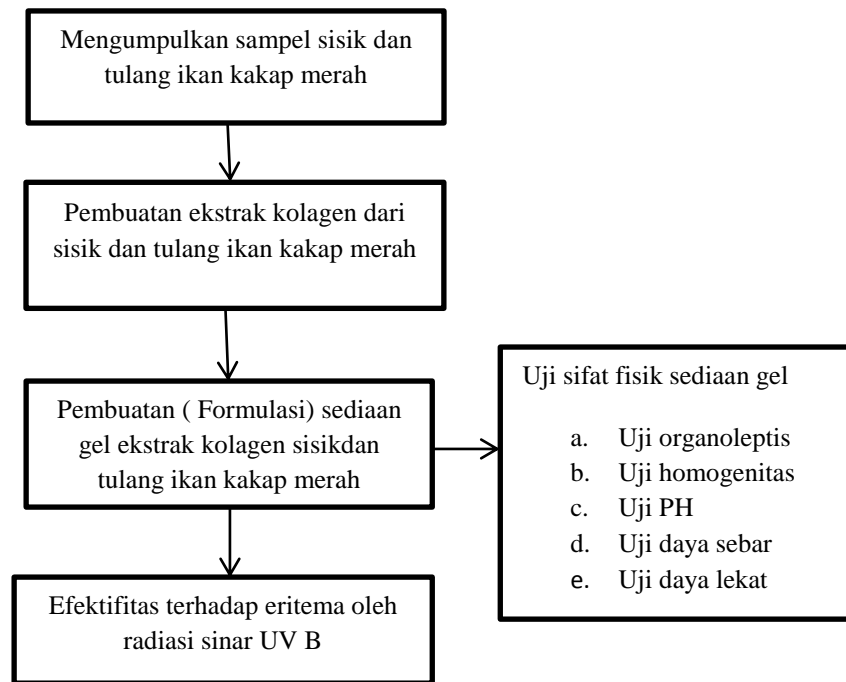 Mengumpulkan sampel sisik dan
tulang ikan kakap merah
Pembuatan ekstrak kolagen dari
sisik dan tulang ikan kakap merah
Pembuatan ( Formulasi) sediaan
gel ekstrak kolagen sisikdan
tulang ikan kakap merah
Uji sifat fisik sediaan gel
a. Uji organoleptis
b. Uji homogenitas
c. Uji PH
d. Uji daya sebar
e. Uji daya lekat
Efektifitas terhadap eritema oleh
radiasi sinar UV B